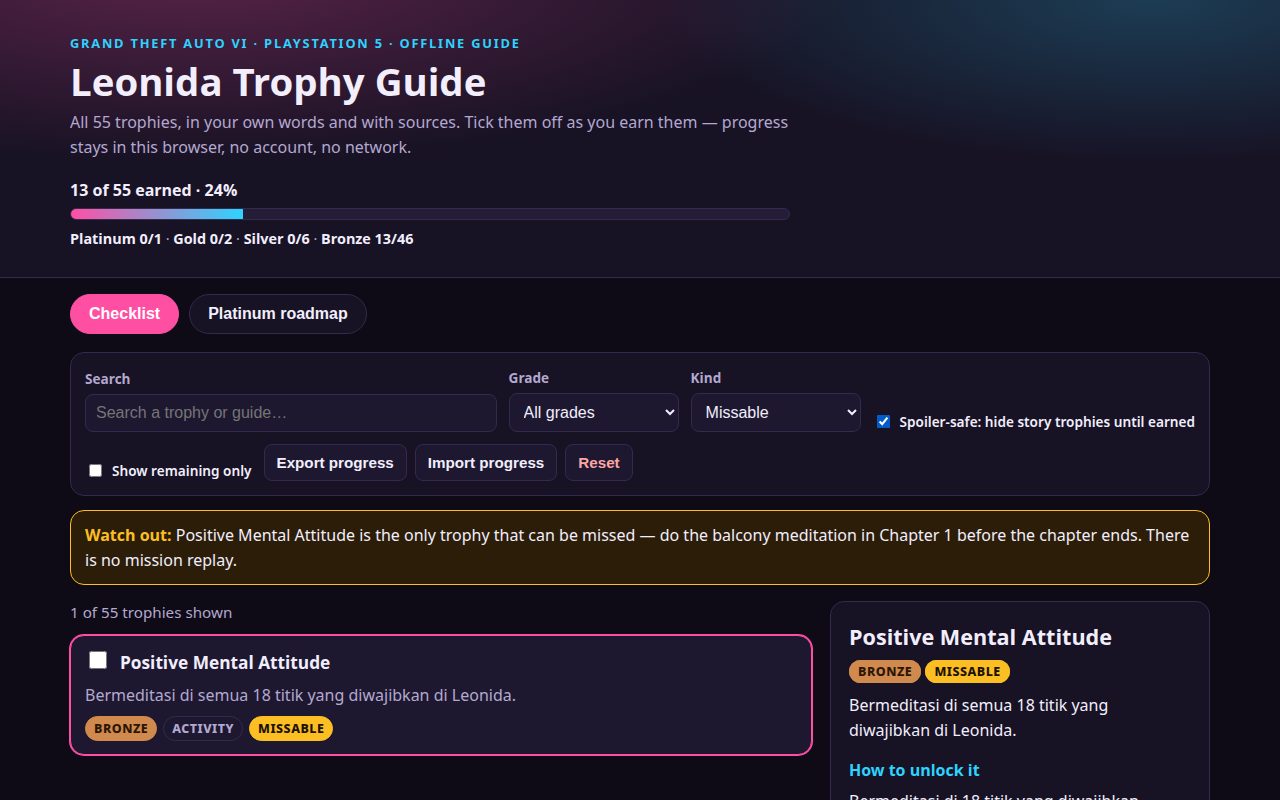 GRAND THEFT AUTO VI · PLAYSTATION 5 · OFFLINE GUIDE
Leonida Trophy Guide
All 55 trophies, in your own words and with sources. Tick them off as you earn them — progress
stays in this browser, no account, no network.
13 of 55 earned · 24%
Platinum 0/1 · Gold 0/2 · Silver 0/6 · Bronze 13/46
Checklist
Platinum roadmap
Search
Grade
Kind
Search a trophy or guide…
All grades
Missable
Spoiler-safe: hide story trophies until earned
Show remaining only
Export progress
Import progress
Reset
Watch out: Positive Mental Attitude is the only trophy that can be missed — do the balcony meditation in Chapter 1 before the chapter ends. There
is no mission replay.
1 of 55 trophies shown
Positive Mental Attitude
Bermeditasi di semua 18 titik yang diwajibkan di Leonida.
BRONZE
ACTIVITY
MISSABLE
Positive Mental Attitude
BRONZE
MISSABLE
Bermeditasi di semua 18 titik yang
diwajibkan di Leonida.
How to unlock it
Bermeditasi di 18 titik yang diwajibkan